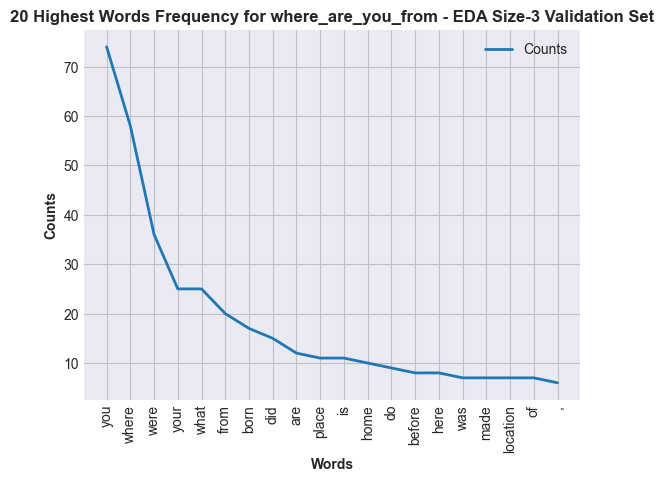 20 Highest Words Frequency for where_are_you_from - EDA Size-3 Validation Set
Counts
70
60
50
40
30
20
10
Counts
you
where
were
your
what
from
born
did
are
place
is
home
do
before
here
was
made
location
of
,
Words